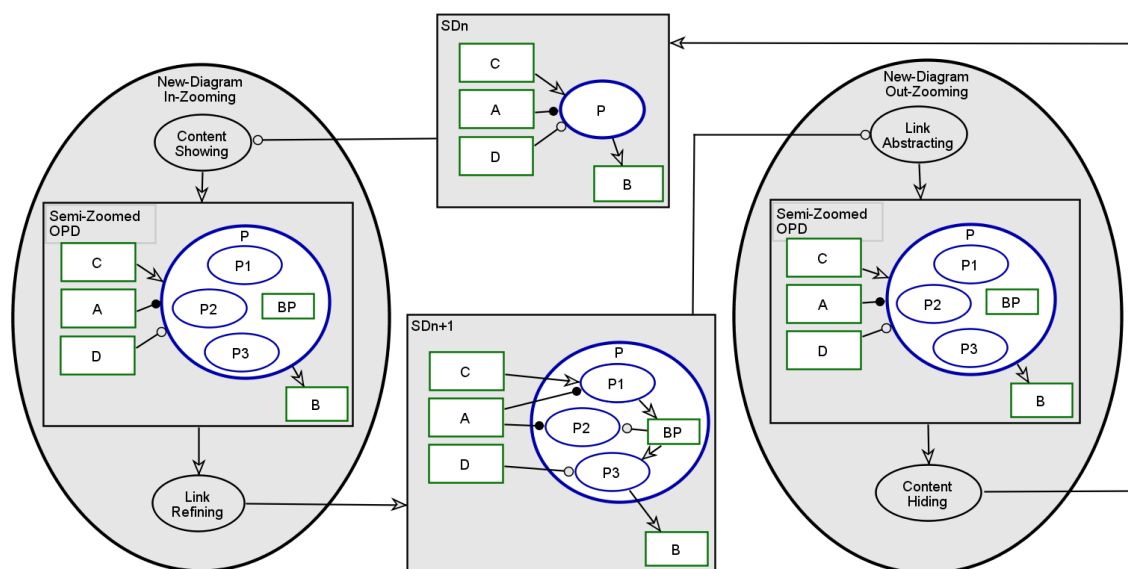 SDn
C
A
D
P
B
New-Diagram
In-Zooming
Content
Showing
Semi-Zoomed
OPD
C
A
D
P
P1
P2
BP
P3
B
Link
Refining
SDn+1
C
A
D
P
P1
P2
BP
P3
B
New-Diagram
Out-Zooming
Link
Abstracting
Semi-Zoomed
OPD
C
A
D
P
P1
P2
BP
P3
B
Content
Hiding